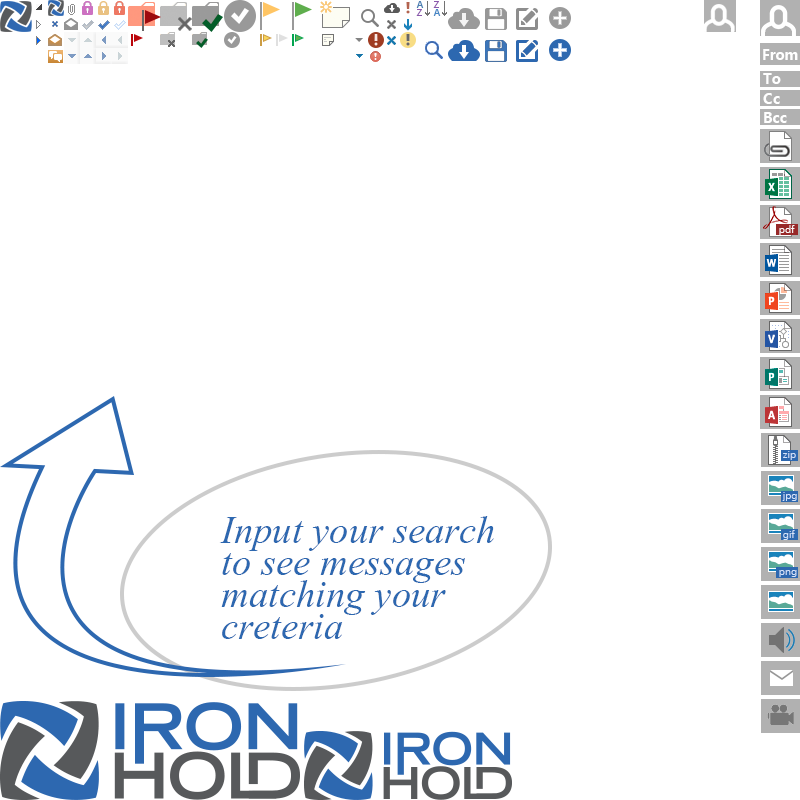 A Z
Z A
From
To
Cc
Bcc
X
pdf
W
P
V
P
A
zip
jpg
gif
png
Input your search
to see messages
matching your
creteria
IRON
HOLD
IRON
HOLD